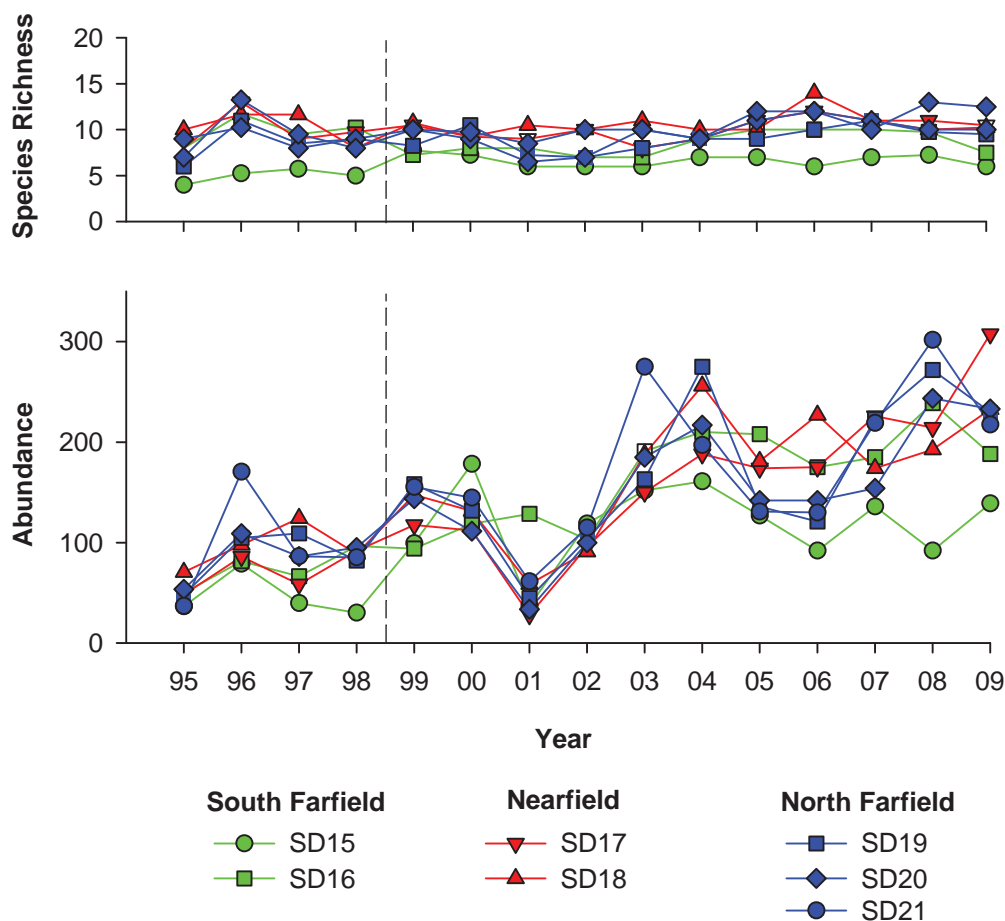 Species Richness
20
15
10
5
0
Abundance
300
200
100
0
95 96 97 98 99 00 01 02 03 04 05 06 07 08 09
Year
South Farfield
SD15
SD16
Nearfield
SD17
SD18
North Farfield
SD19
SD20
SD21